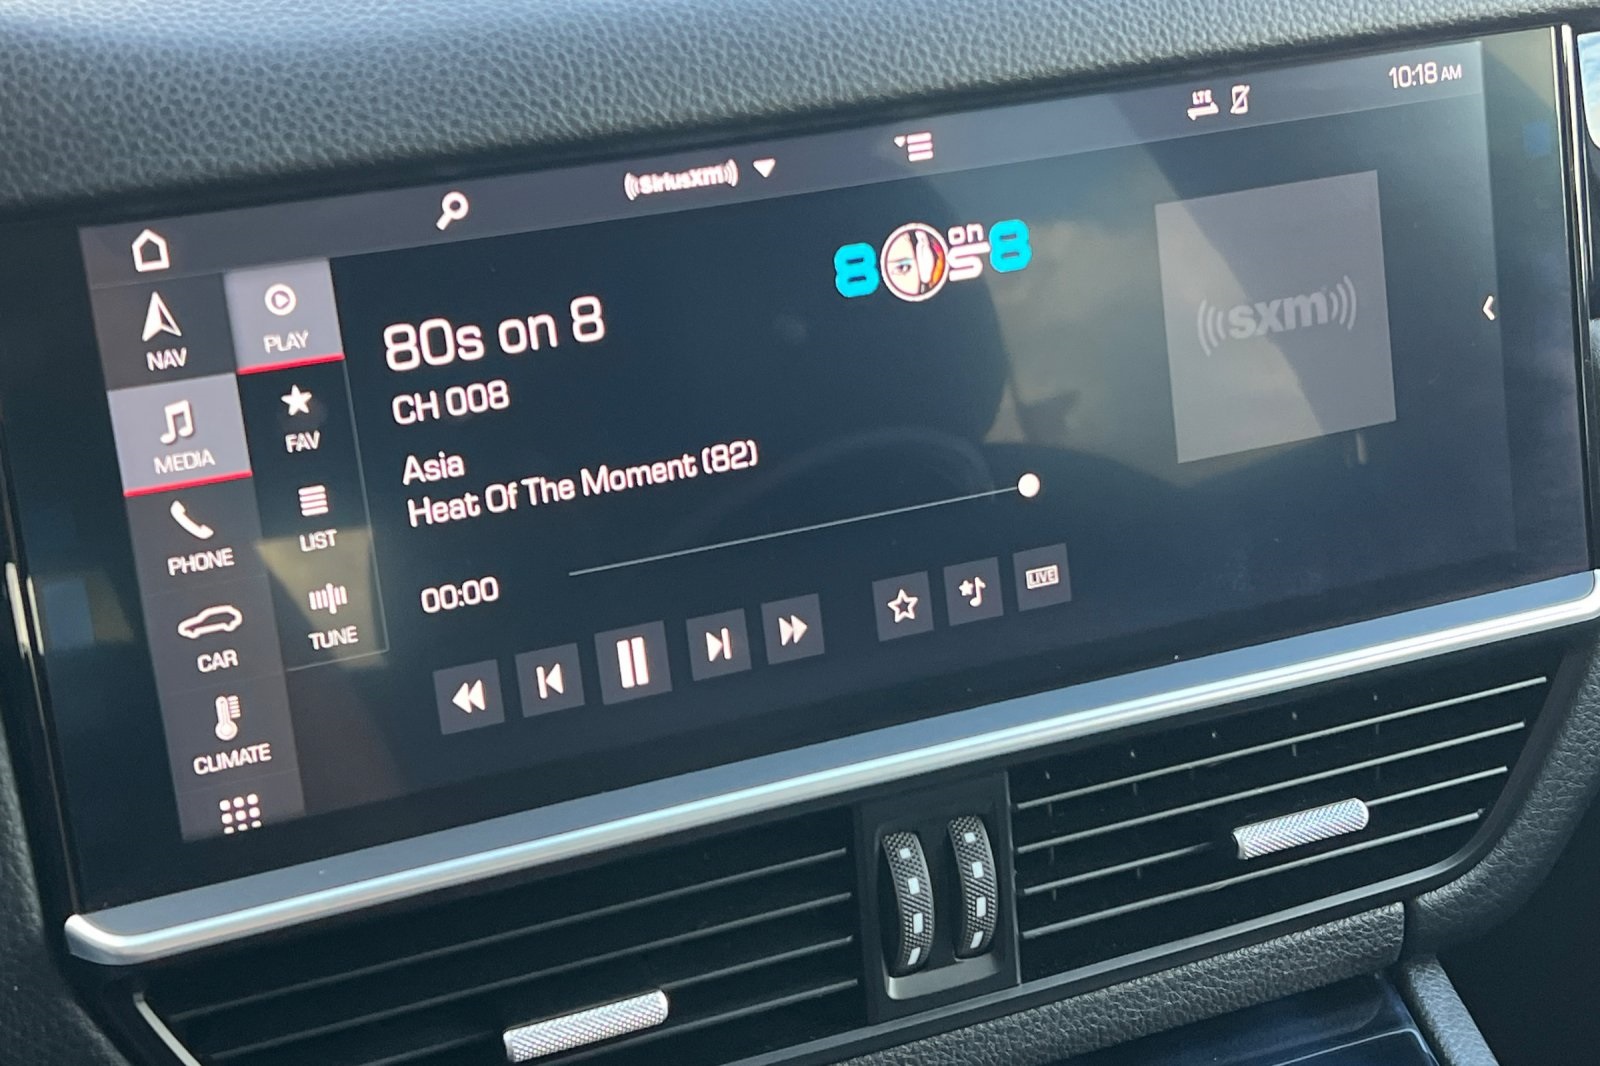 10:18 AM
LTE
((SiriusXM))
NAV
PLAY
80s on 8
80s on 8
CH 008
((sxm))
MEDIA
FAV
Asia
Heat Of The Moment (82)
PHONE
LIST
00:00
LIVE
CAR
TUNE
CLIMATE